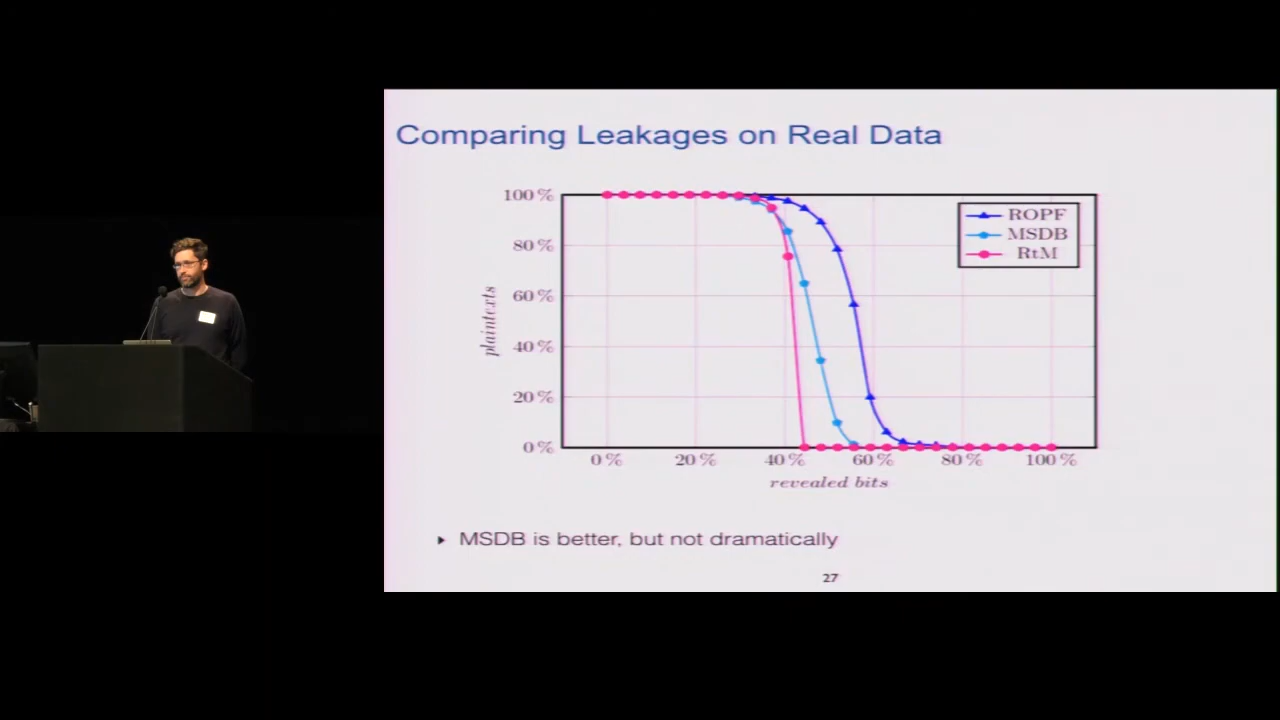 Comparing Leakages on Real Data
100 %
80 %
60 %
40 %
20 %
0 %
plaintexts
ROPF
MSDB
RtM
0 % 20 % 40 % 60 % 80 % 100 %
revealed bits
MSDB is better, but not dramatically
27